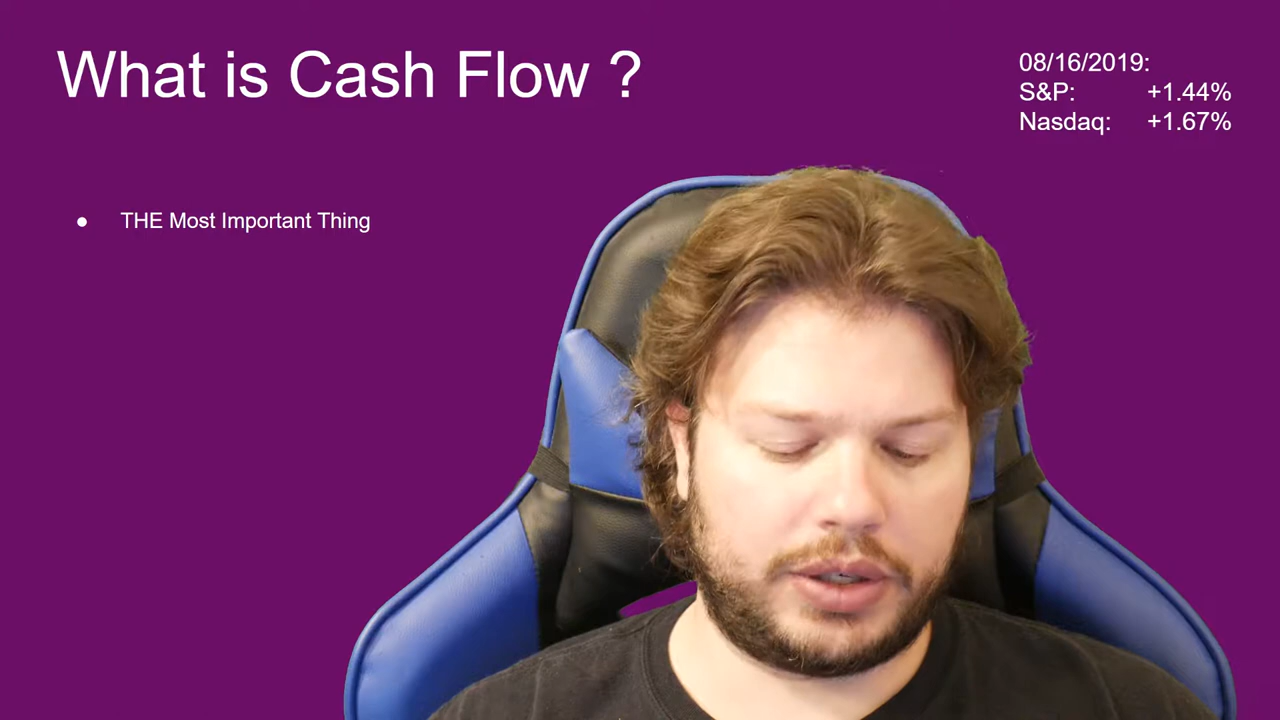 What is Cash Flow ?
08/16/2019:
S&P: +1.44%
Nasdaq: +1.67%
● THE Most Important Thing